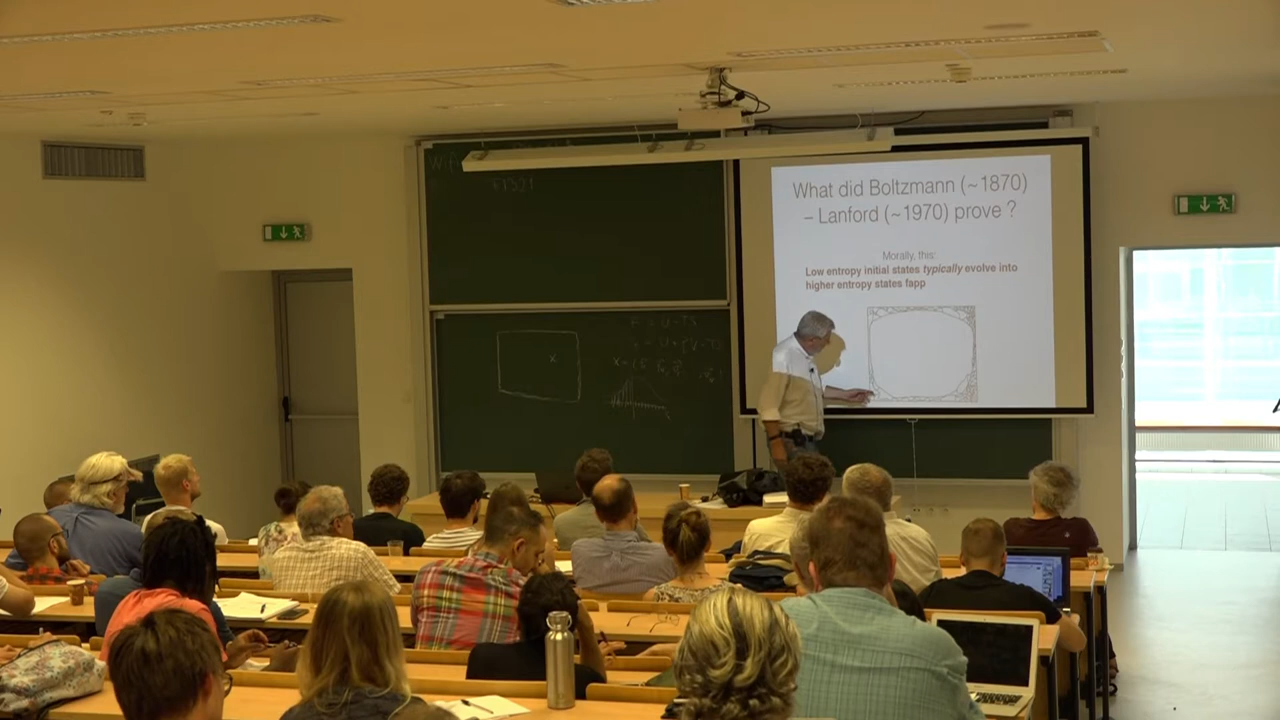 What did Boltzmann (~1870)
– Lanford (~1970) prove ?
Morally, this:
Low entropy initial states typically evolve into
higher entropy states fapp